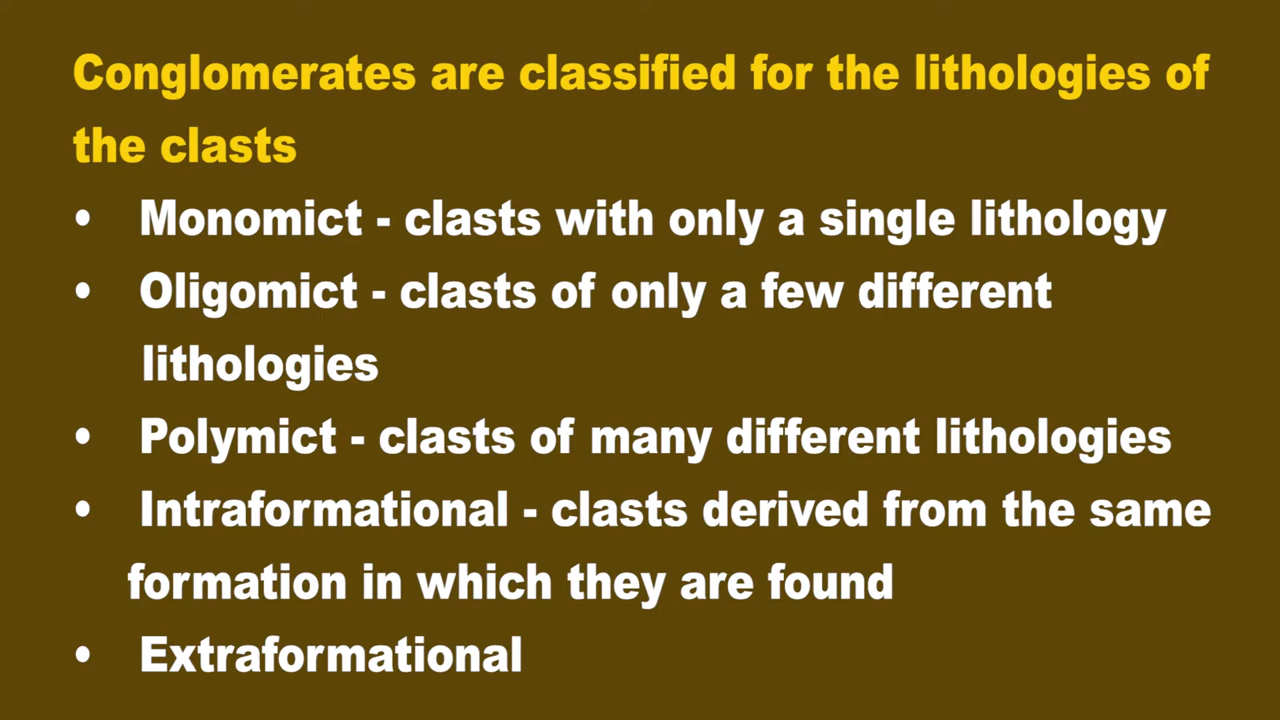 Conglomerates are classified for the lithologies of
the clasts
• Monomict - clasts with only a single lithology
• Oligomict - clasts of only a few different
lithologies
• Polymict - clasts of many different lithologies
• Intraformational - clasts derived from the same
formation in which they are found
• Extraformational